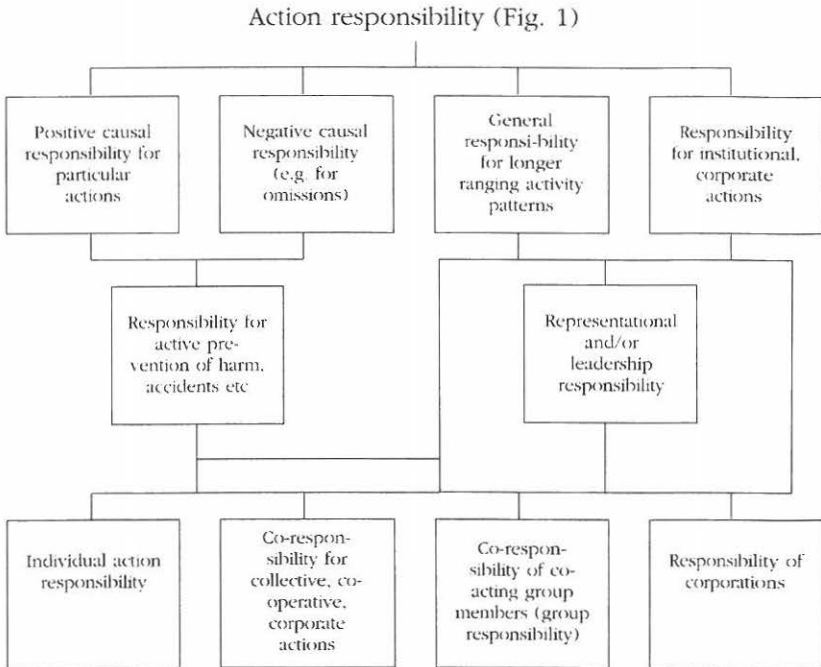 Action responsibility (Fig. 1)
Positive causal
responsibility for
particular
actions
Negative causal
responsibility
(e.g. for
omissions)
General
responsi-bility
for longer
ranging activity
patterns
Responsibility
for institutional,
corporate
actions
Responsibility for
active pre-
vention of harm,
accidents etc
Representational
and/or
leadership
responsibility
Individual action
responsibility
Co-respon-
sibility for
collective, co-
operative,
corporate
actions
Co-respon-
sibility of co-
acting group
members (group
responsibility)
Responsibility of
corporations